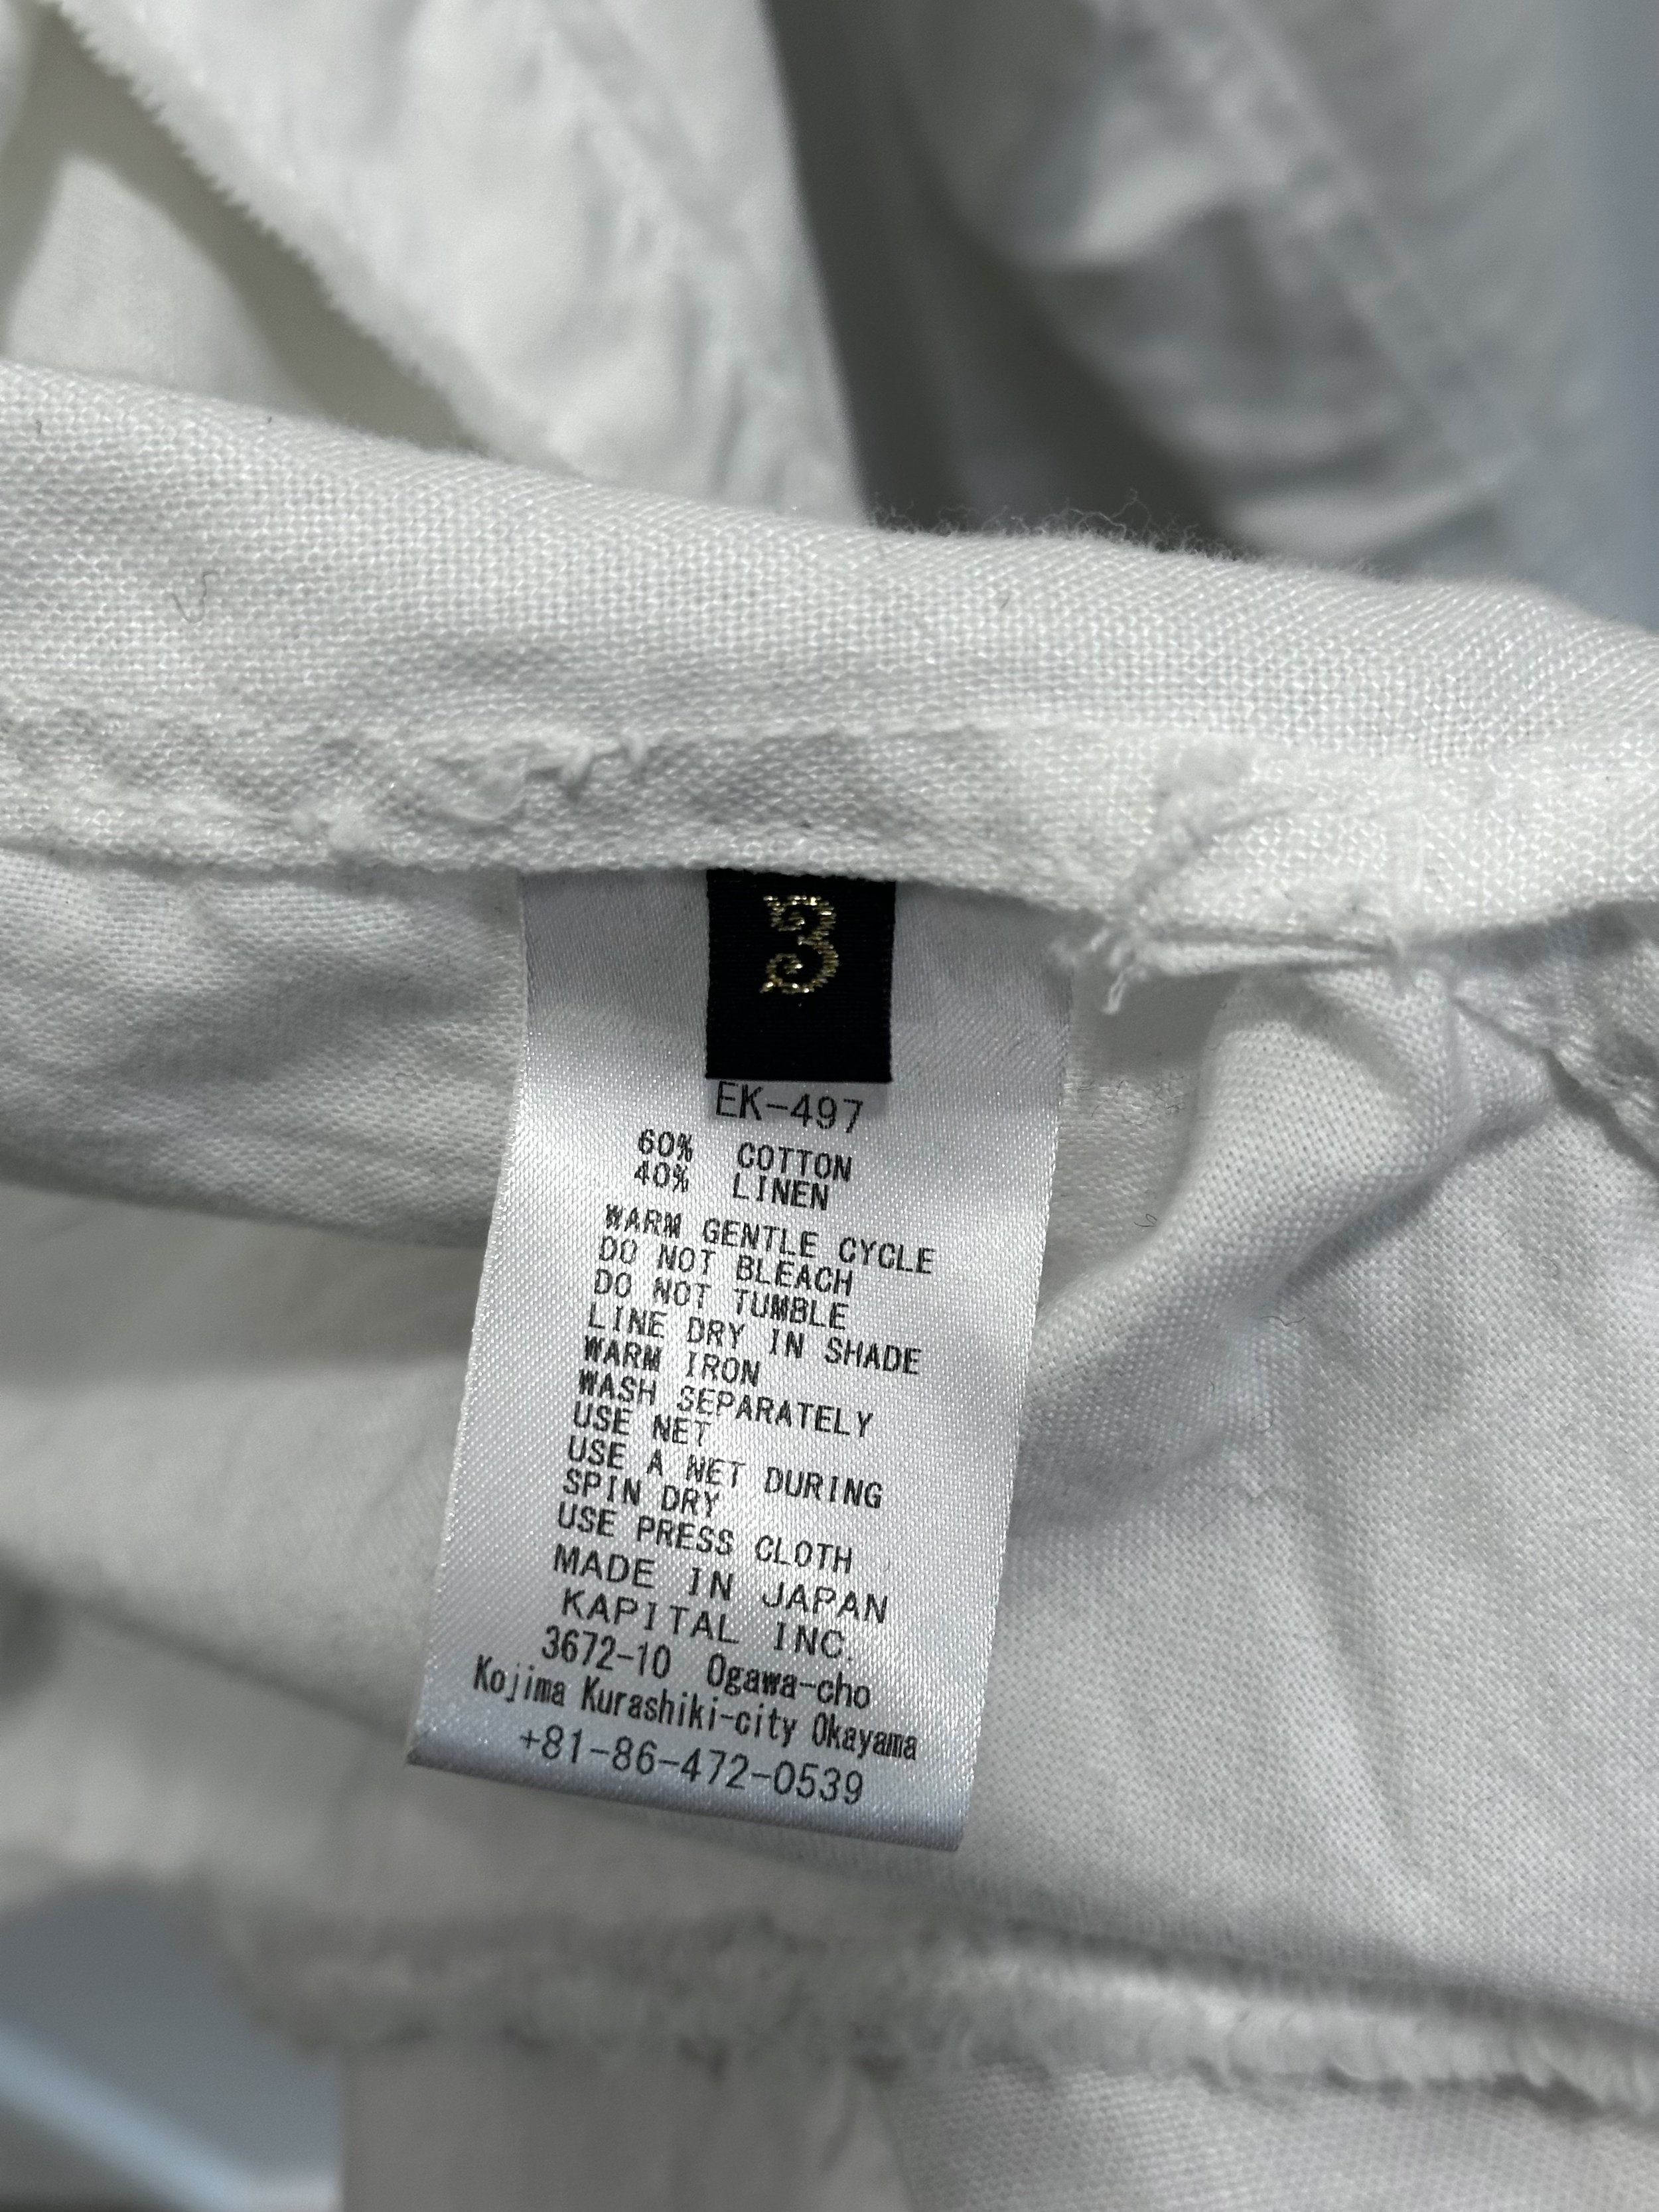 3
EK-497
60% COTTON
40% LINEN
WARM GENTLE CYCLE
DO NOT BLEACH
DO NOT TUMBLE
LINE DRY IN SHADE
WARM IRON
WASH SEPARATELY
USE NET
USE A NET DURING
SPIN DRY
USE PRESS CLOTH
MADE IN JAPAN
KAPITAL INC.
3672-10 Ogawa-cho
Kojima Kurashiki-city Okayama
+81-86-472-0539